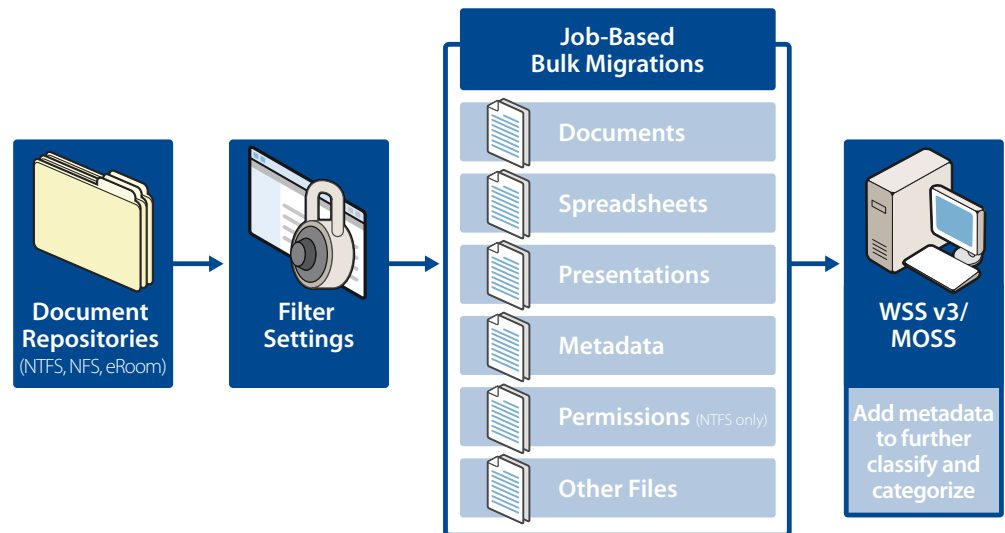 Document
Repositories
(NTFS, NFS, eRoom)
Filter
Settings
Job-Based
Bulk Migrations
Documents
Spreadsheets
Presentations
Metadata
Permissions (NTFS only)
Other Files
WSS v3/
MOSS
Add metadata
to further
classify and
categorize